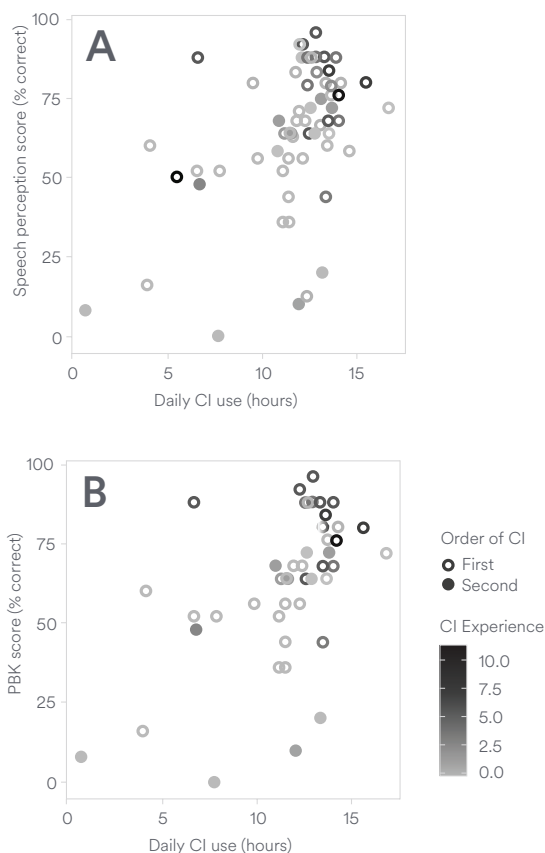 A
Speech perception score (% correct)
100
75
50
25
0
0 5 10 15
Daily CI use (hours)
B
PBK score (% correct)
100
75
50
25
0
0 5 10 15
Daily CI use (hours)
Order of CI
First
Second
CI Experience
10.0
7.5
5.0
2.5
0.0